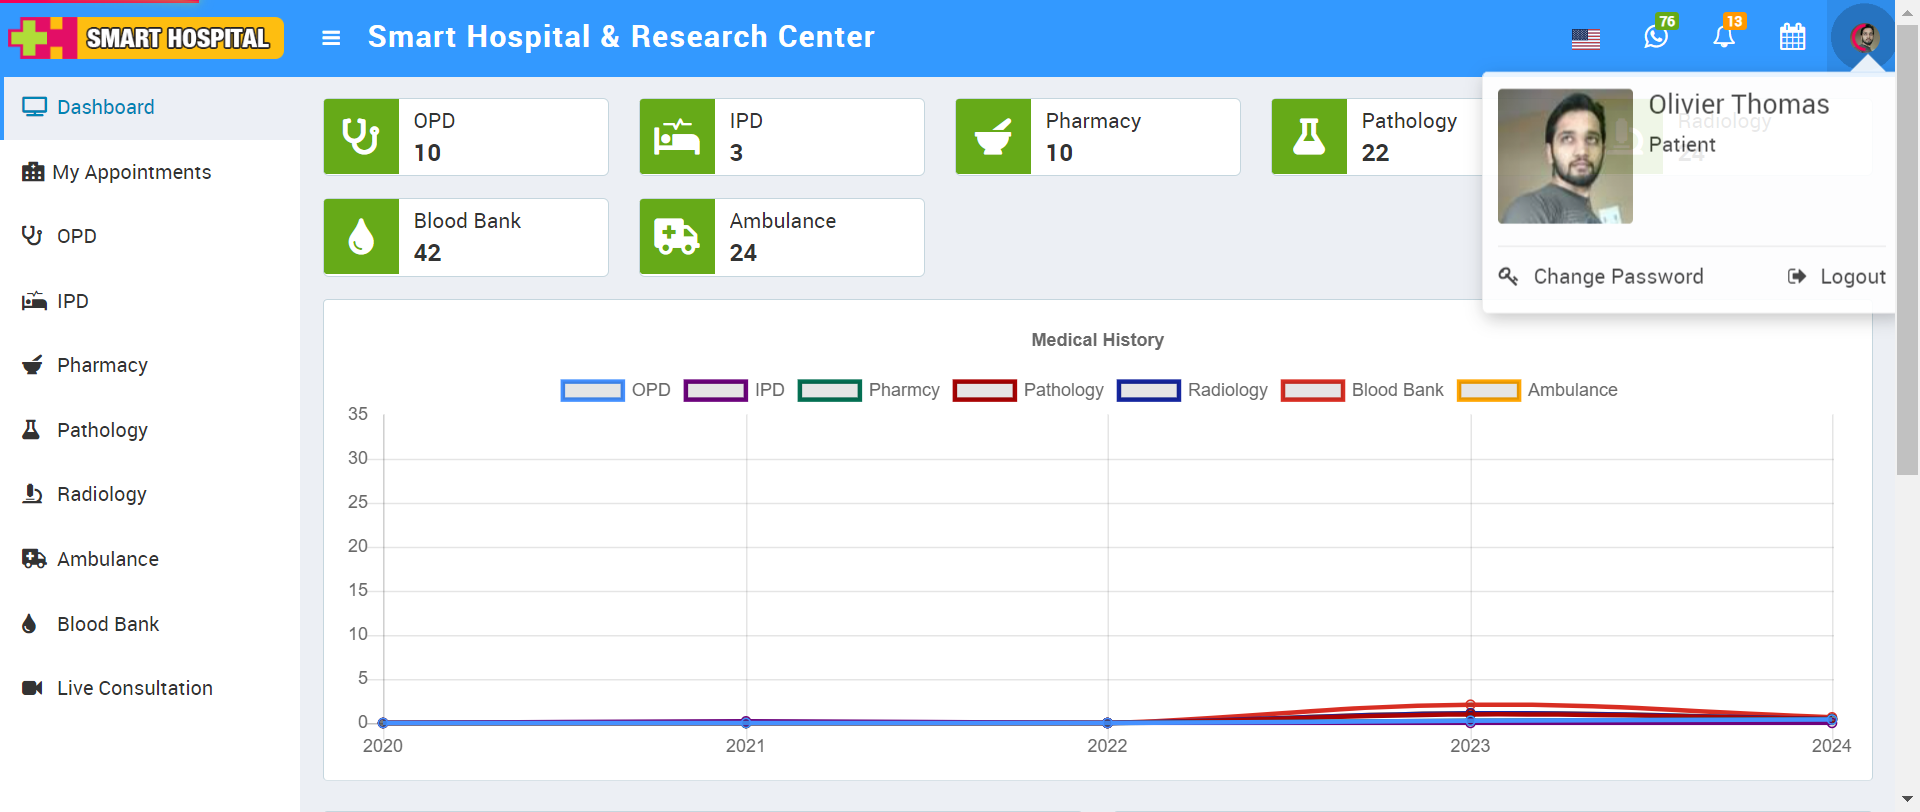 SMART HOSPITAL
Smart Hospital & Research Center
76
13
Dashboard
My Appointments
OPD
IPD
Pharmacy
Pathology
Radiology
Ambulance
Blood Bank
Live Consultation
OPD
10
IPD
3
Pharmacy
10
Pathology
22
Radiology
24
Blood Bank
42
Ambulance
24
Olivier Thomas
Patient
Change Password
Logout
Medical History
OPD IPD Pharmcy Pathology Radiology Blood Bank Ambulance
35
30
25
20
15
10
5
0
2020 2021 2022 2023 2024